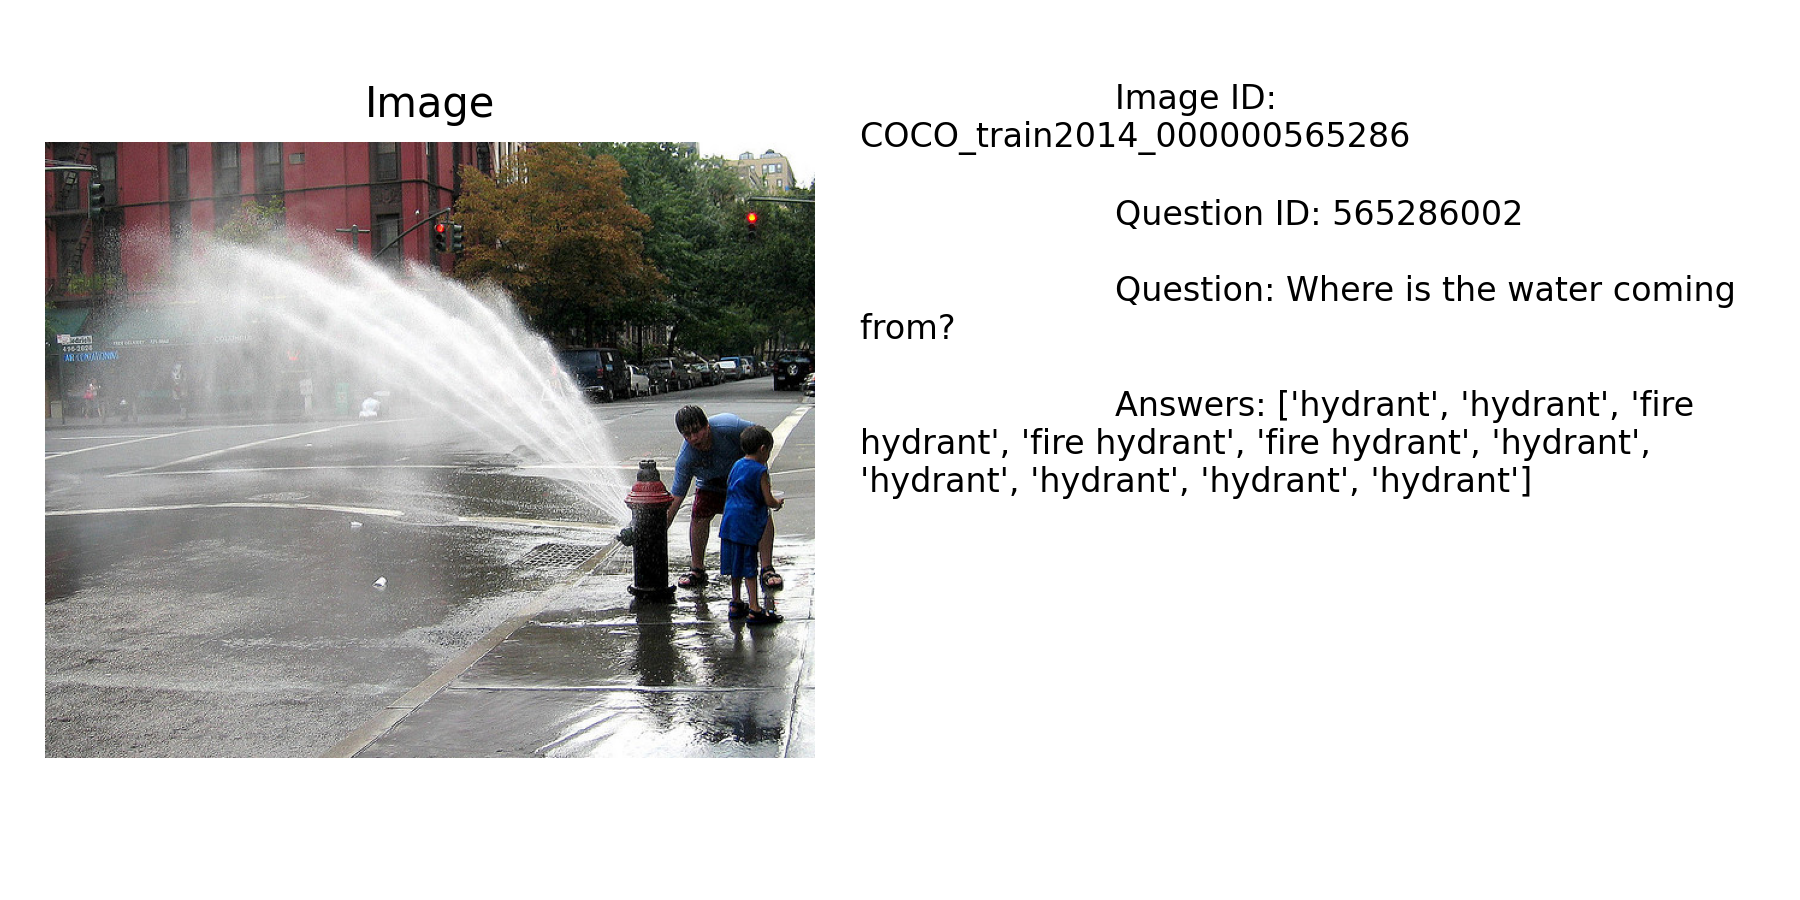 Image
Image ID:
COCO_train2014_000000565286
Question ID: 565286002
Question: Where is the water coming
from?
Answers: ['hydrant', 'hydrant', 'fire
hydrant', 'fire hydrant', 'fire hydrant', 'hydrant',
'hydrant', 'hydrant', 'hydrant', 'hydrant']